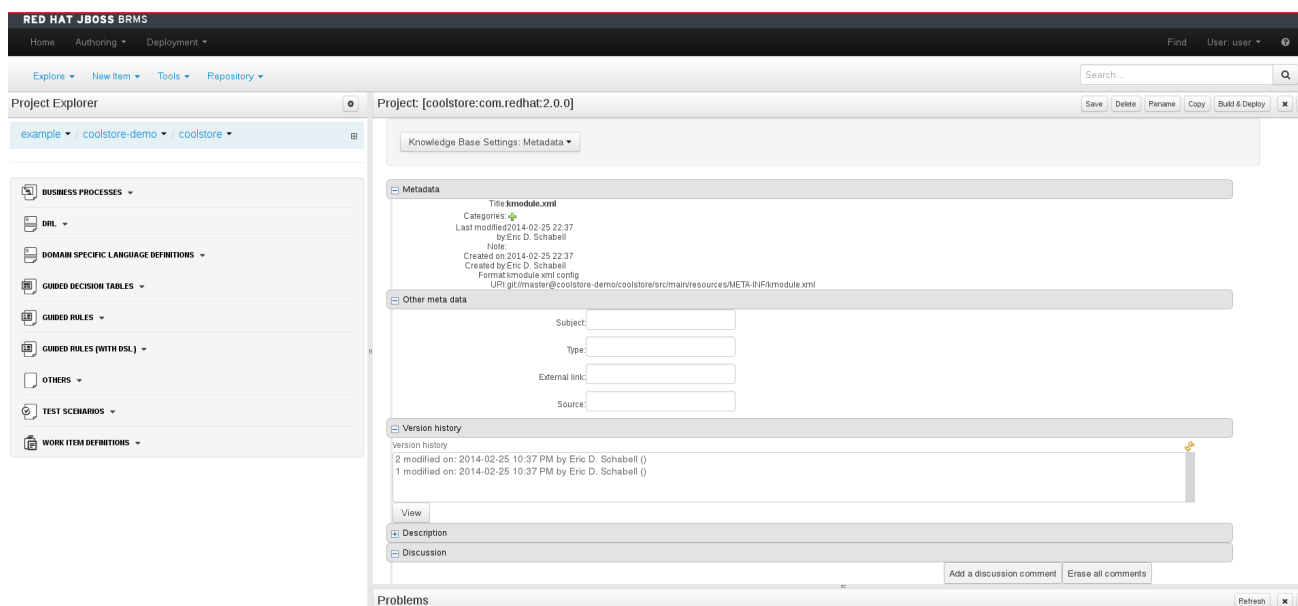 RED HAT JBOSS BRMS
Home Authoring Deployment Find User: user
Explore New Item Tools Repository Search...
Project Explorer
example / coolstore-demo / coolstore
BUSINESS PROCESSES
DRL
DOMAIN SPECIFIC LANGUAGE DEFINITIONS
GUIDED DECISION TABLES
GUIDED RULES
GUIDED RULES (WITH DSL)
OTHERS
TEST SCENARIOS
WORK ITEM DEFINITIONS
Project: [coolstore:com.redhat:2.0.0] Save Delete Rename Copy Build & Deploy
Knowledge Base Settings: Metadata
Metadata
Title:kmodule.xml
Categories:
Last modified2014-02-25 22:37
by:Eric D. Schabell
Note:
Created on:2014-02-25 22:37
Created by:Eric D. Schabell
Format:kmodule xml config
URI:git://master@coolstore-demo/coolstore/src/main/resources/META-INF/kmodule.xml
Other meta data
Subject:
Type:
External link:
Source:
Version history
Version history
2 modified on: 2014-02-25 10:37 PM by Eric D. Schabell ()
1 modified on: 2014-02-25 10:37 PM by Eric D. Schabell ()
View
Description
Discussion
Add a discussion comment Erase all comments
Problems Refresh